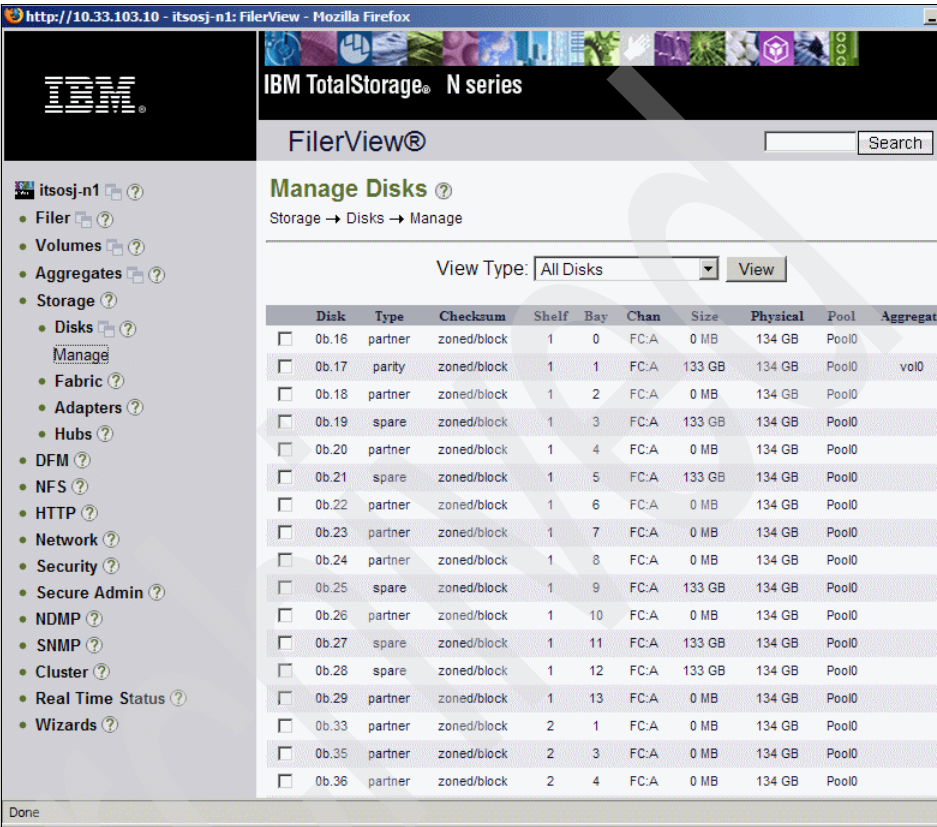 http://10.33.103.10 - itsosj-n1: FilerView - Mozilla Firefox
IBM
IBM TotalStorage® N series
FilerView®
Search
itsosj-n1
Filer
Volumes
Aggregates
Storage
Disks
Manage
Fabric
Adapters
Hubs
DFM
NFS
HTTP
Network
Security
Secure Admin
NDMP
SNMP
Cluster
Real Time Status
Wizards
Manage Disks
Storage → Disks → Manage
View Type: All Disks View
Disk Type Checksum Shelf Bay Chan Size Physical Pool Aggregat
0b.16 partner zoned/block 1 0 FC:A 0 MB 134 GB Pool0
0b.17 parity zoned/block 1 1 FC:A 133 GB 134 GB Pool0 vol0
0b.18 partner zoned/block 1 2 FC:A 0 MB 134 GB Pool0
0b.19 spare zoned/block 1 3 FC:A 133 GB 134 GB Pool0
0b.20 partner zoned/block 1 4 FC:A 0 MB 134 GB Pool0
0b.21 spare zoned/block 1 5 FC:A 133 GB 134 GB Pool0
0b.22 partner zoned/block 1 6 FC:A 0 MB 134 GB Pool0
0b.23 partner zoned/block 1 7 FC:A 0 MB 134 GB Pool0
0b.24 partner zoned/block 1 8 FC:A 0 MB 134 GB Pool0
0b.25 spare zoned/block 1 9 FC:A 133 GB 134 GB Pool0
0b.26 partner zoned/block 1 10 FC:A 0 MB 134 GB Pool0
0b.27 spare zoned/block 1 11 FC:A 133 GB 134 GB Pool0
0b.28 spare zoned/block 1 12 FC:A 133 GB 134 GB Pool0
0b.29 partner zoned/block 1 13 FC:A 0 MB 134 GB Pool0
0b.33 partner zoned/block 2 1 FC:A 0 MB 134 GB Pool0
0b.35 partner zoned/block 2 3 FC:A 0 MB 134 GB Pool0
0b.36 partner zoned/block 2 4 FC:A 0 MB 134 GB Pool0
Done